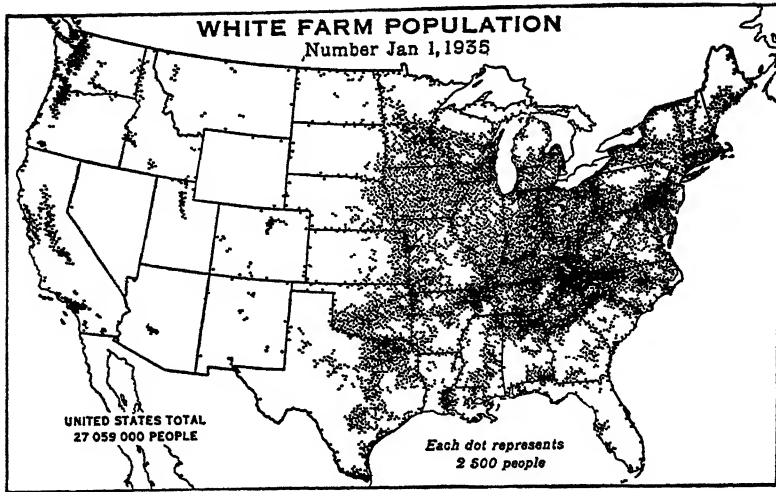 WHITE FARM POPULATION
Number Jan 1, 1935
UNITED STATES TOTAL
27 059 000 PEOPLE
Each dot represents
2 500 people